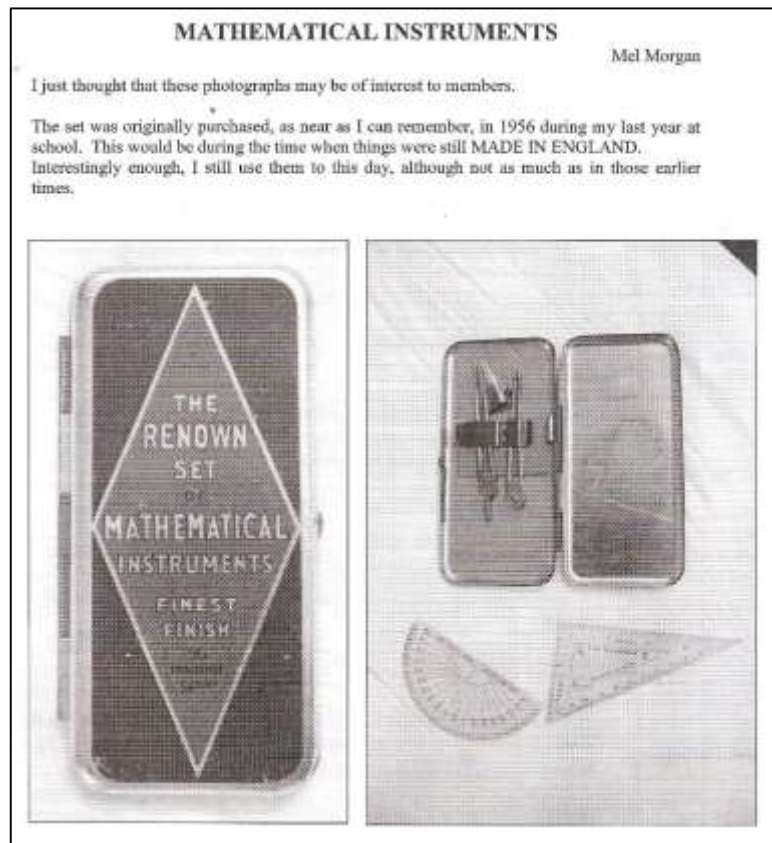 MATHEMATICAL INSTRUMENTS
Mel Morgan
I just thought that these photographs may be of interest to members.
The set was originally purchased, as near as I can remember, in 1956 during my last year at
school. This would be during the time when things were still MADE IN ENGLAND.
Interestingly enough, I still use them to this day, although not as much as in those earlier
times.
THE
RENOWN
SET
OF
MATHEMATICAL
INSTRUMENTS
FINEST
FINISH